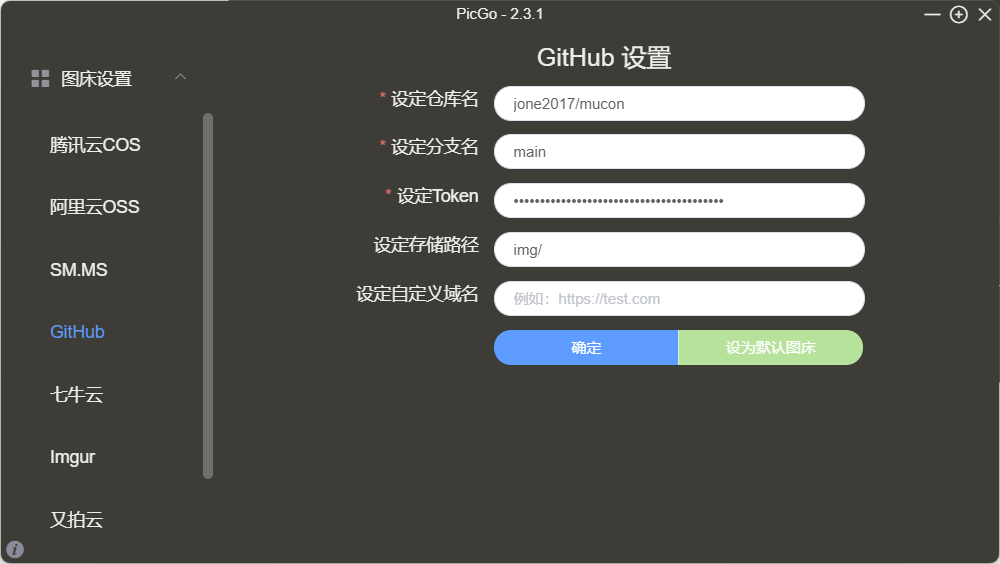 PicGo - 2.3.1
图床设置
腾讯云COS
阿里云OSS
SM.MS
GitHub
七牛云
Imgur
又拍云
GitHub 设置
* 设定仓库名
jone2017/mucon
* 设定分支名
main
* 设定Token
••••••••••••••••••••••••••••••••••••••••
设定存储路径
img/
设定自定义域名
例如：https://test.com
确定
设为默认图床